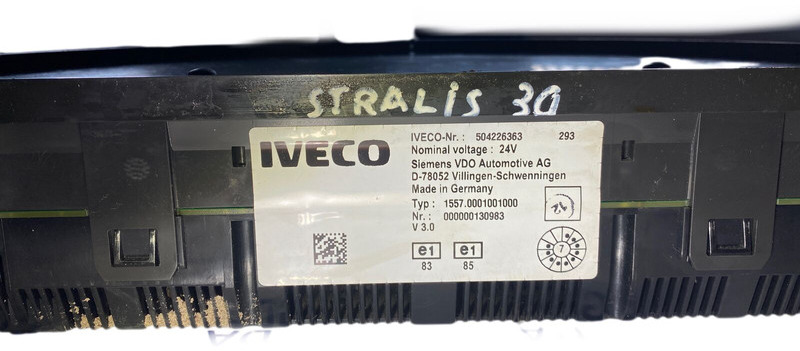 STRALIS 30
IVECO
IVECO-Nr. : 504226363 293
Nominal voltage : 24V
Siemens VDO Automotive AG
D-78052 Villingen-Schwenningen
Made in Germany
Typ : 1557.0001001000
Nr. : 000000130983
V 3.0
e1 e1
83 85
7